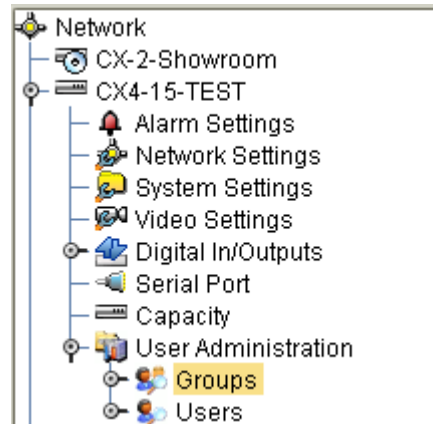 Network
CX-2-Showroom
CX4-15-TEST
Alarm Settings
Network Settings
System Settings
Video Settings
Digital In/Outputs
Serial Port
Capacity
User Administration
Groups
Users